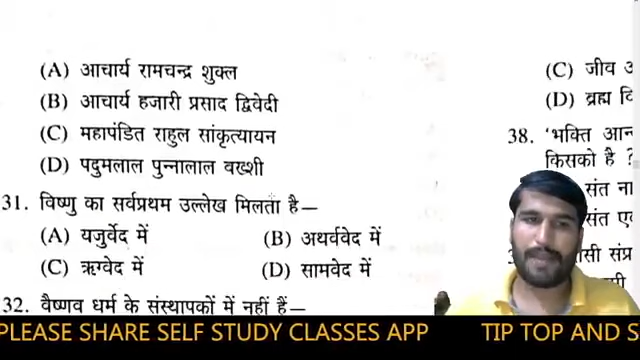 (A) आचार्य रामचन्द्र शुक्ल
(B) आचार्य हजारी प्रसाद द्विवेदी
(C) महापंडित राहुल सांकृत्यायन
(D) पदुमलाल पुन्नालाल वख्शी
31. विष्णु का सर्वप्रथम उल्लेख मिलता है—
(A) यजुर्वेद में (B) अथर्ववेद में
(C) ऋग्वेद में (D) सामवेद में
32. वैष्णव धर्म के संस्थापकों में नहीं हैं—
(C) जीव
(D) ब्रह्म
38. 'भक्ति
किसको है ?
संत
संत
PLEASE SHARE SELF STUDY CLASSES APP TIP TOP AND S